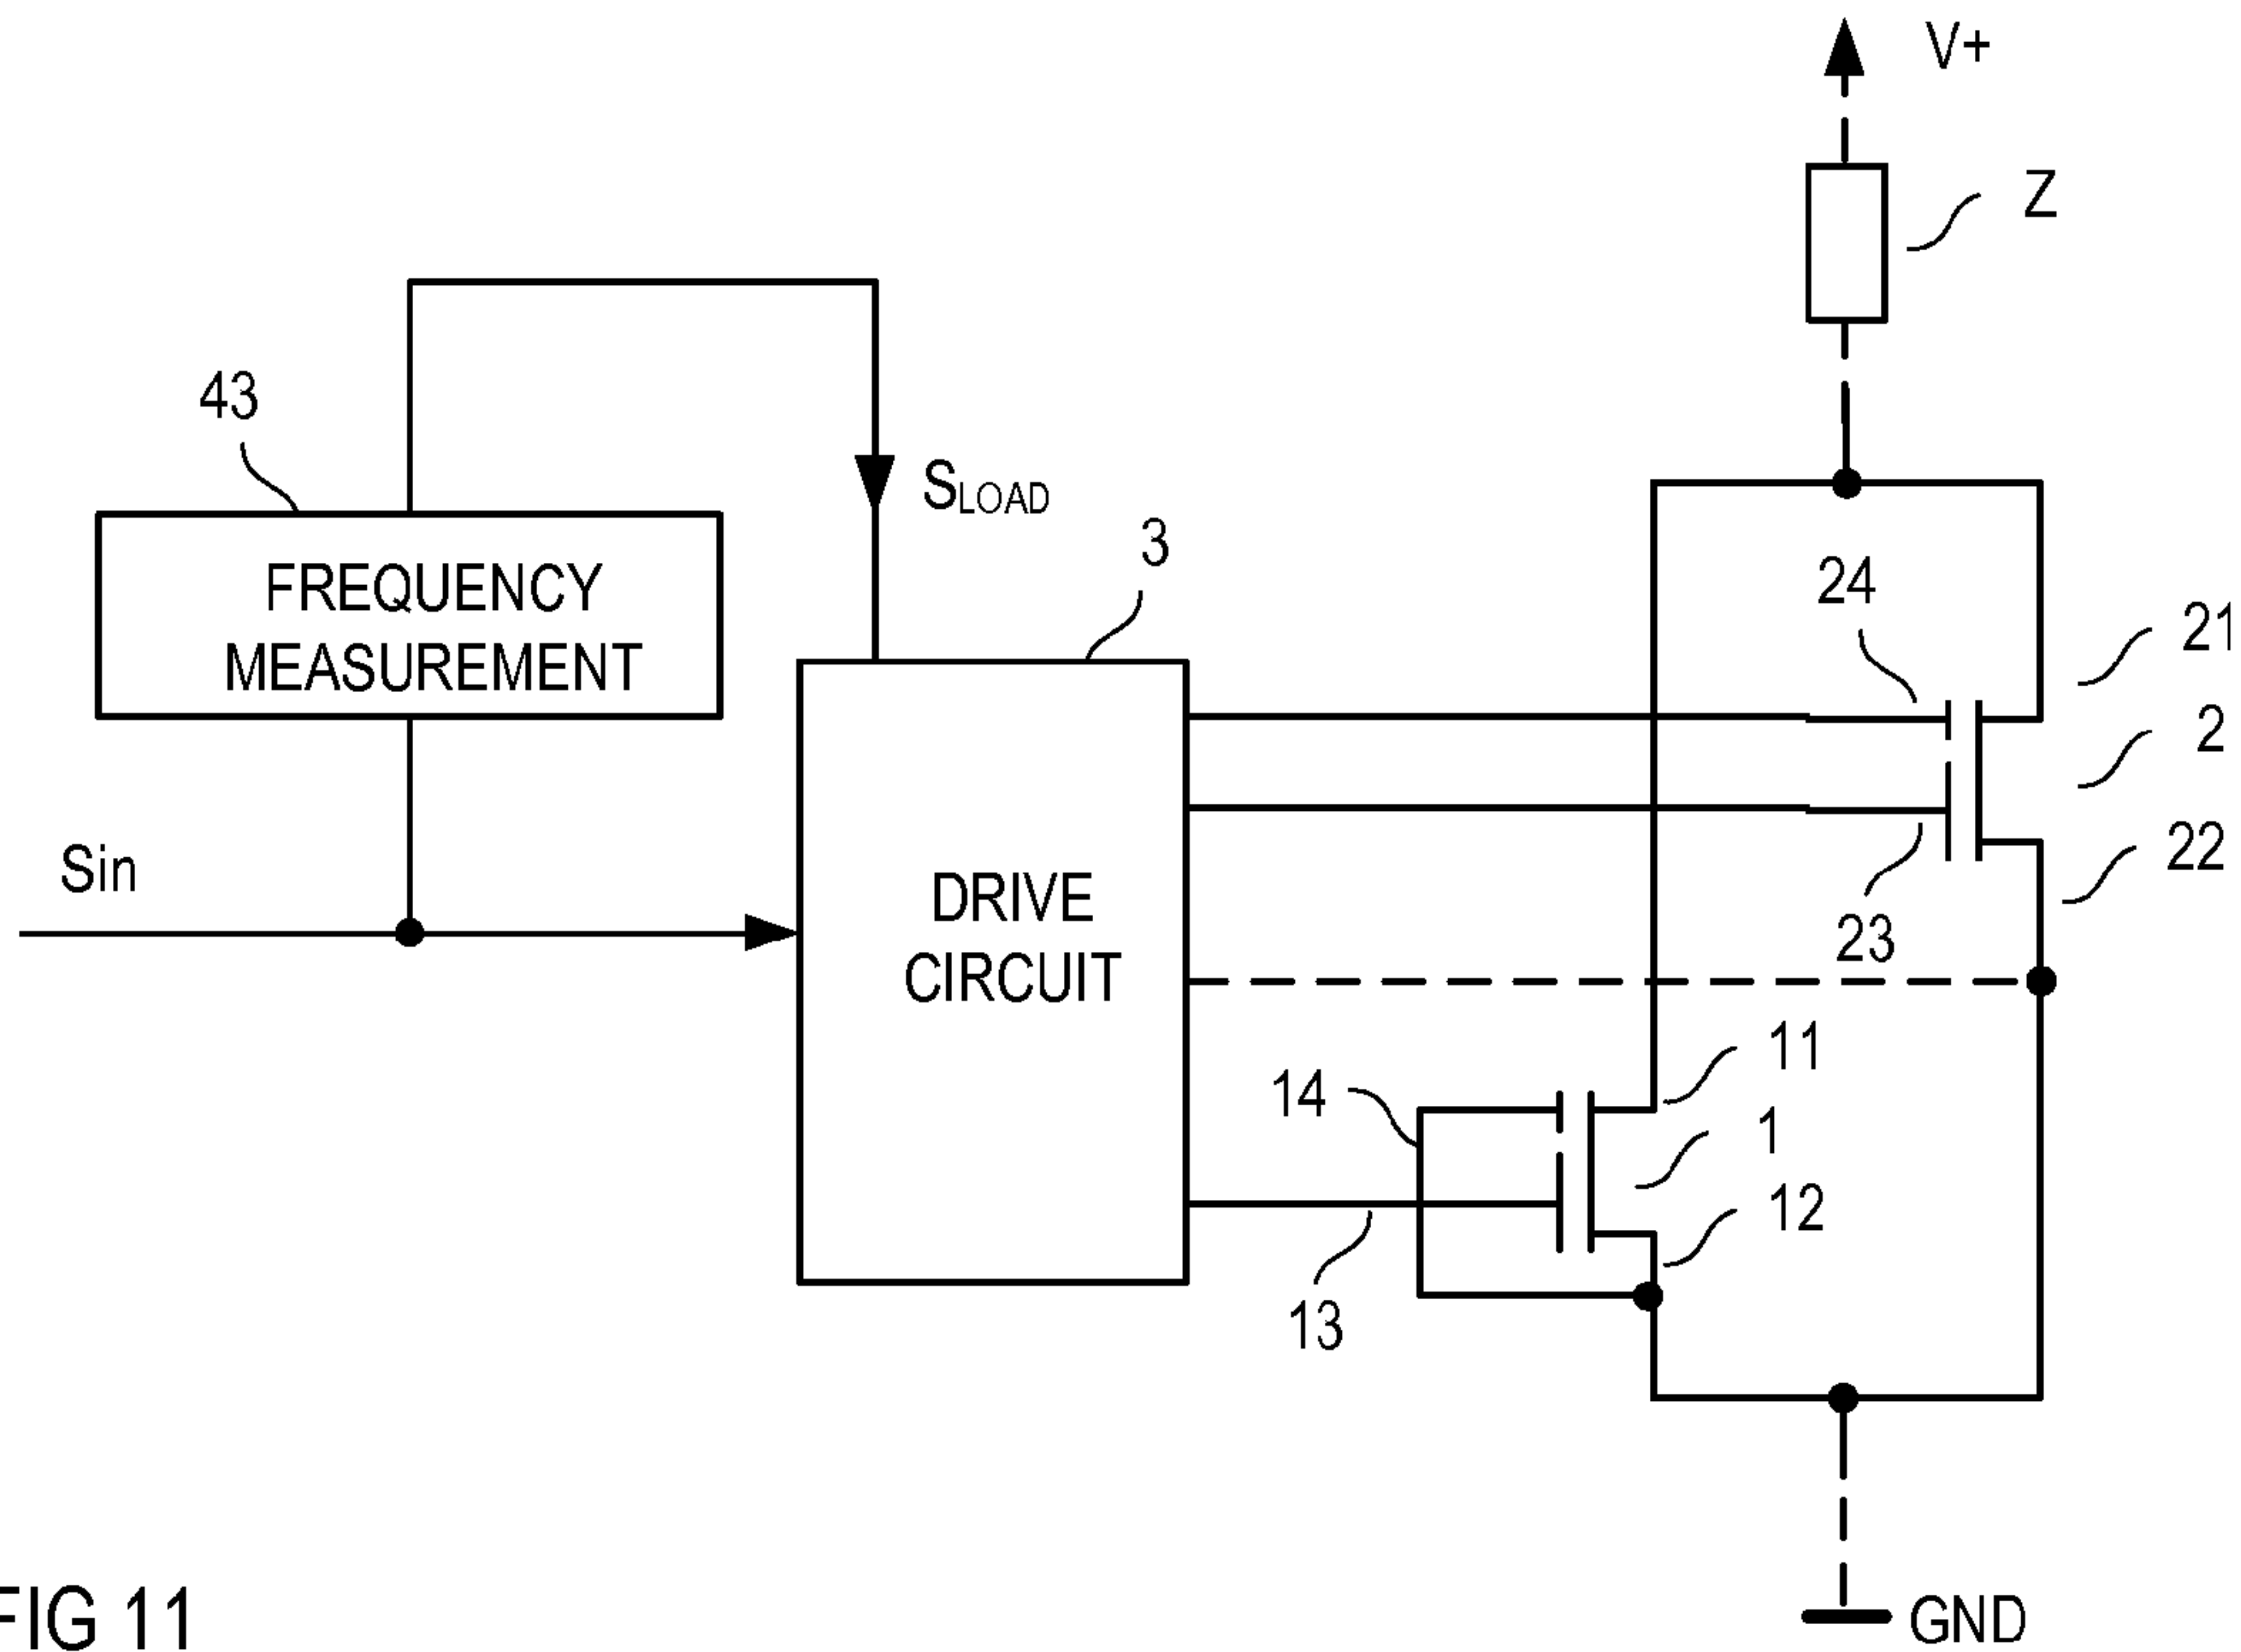 V+
Z
43
S_LOAD
3
FREQUENCY
MEASUREMENT
24
21
2
Sin
23
22
DRIVE
CIRCUIT
11
14
1
12
13
FIG 11
GND